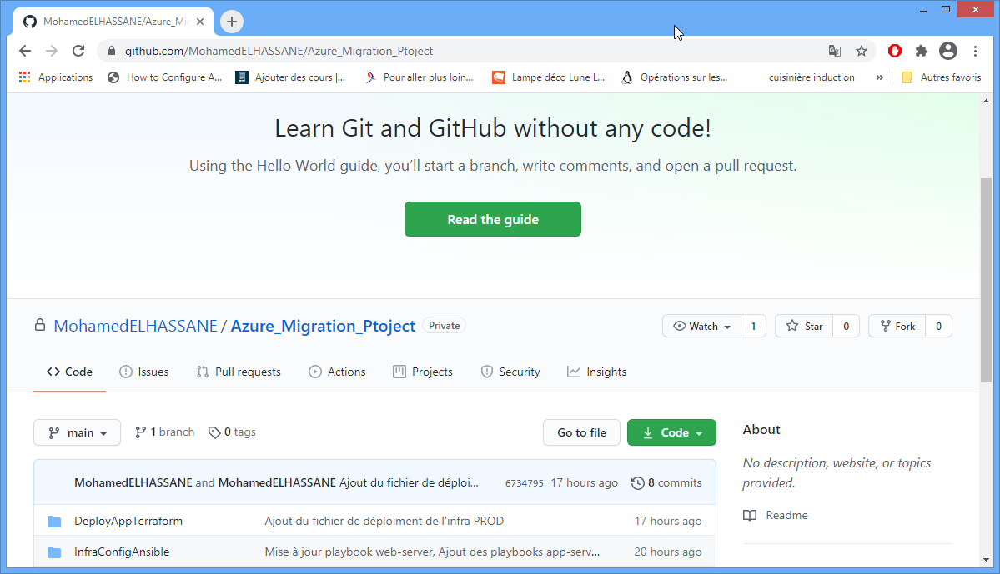 MohamedELHASSANE/Azure_Mi
github.com/MohamedELHASSANE/Azure_Migration_Ptoject
Applications How to Configure A... Ajouter des cours |... Pour aller plus loin... Lampe déco Lune L... Opérations sur les... cuisinière induction » Autres favoris
Learn Git and GitHub without any code!
Using the Hello World guide, you’ll start a branch, write comments, and open a pull request.
Read the guide
MohamedELHASSANE / Azure_Migration_Ptoject Private Watch 1 Star 0 Fork 0
Code Issues Pull requests Actions Projects Security Insights
main 1 branch 0 tags Go to file Code
About
MohamedELHASSANE and MohamedELHASSANE Ajout du fichier de déploi... 6734795 17 hours ago 8 commits
No description, website, or topics
provided.
Readme
DeployAppTerraform Ajout du fichier de déploiment de l'infra PROD 17 hours ago
InfraConfigAnsible Mise à jour playbook web-server, Ajout des playbooks app-serv... 20 hours ago